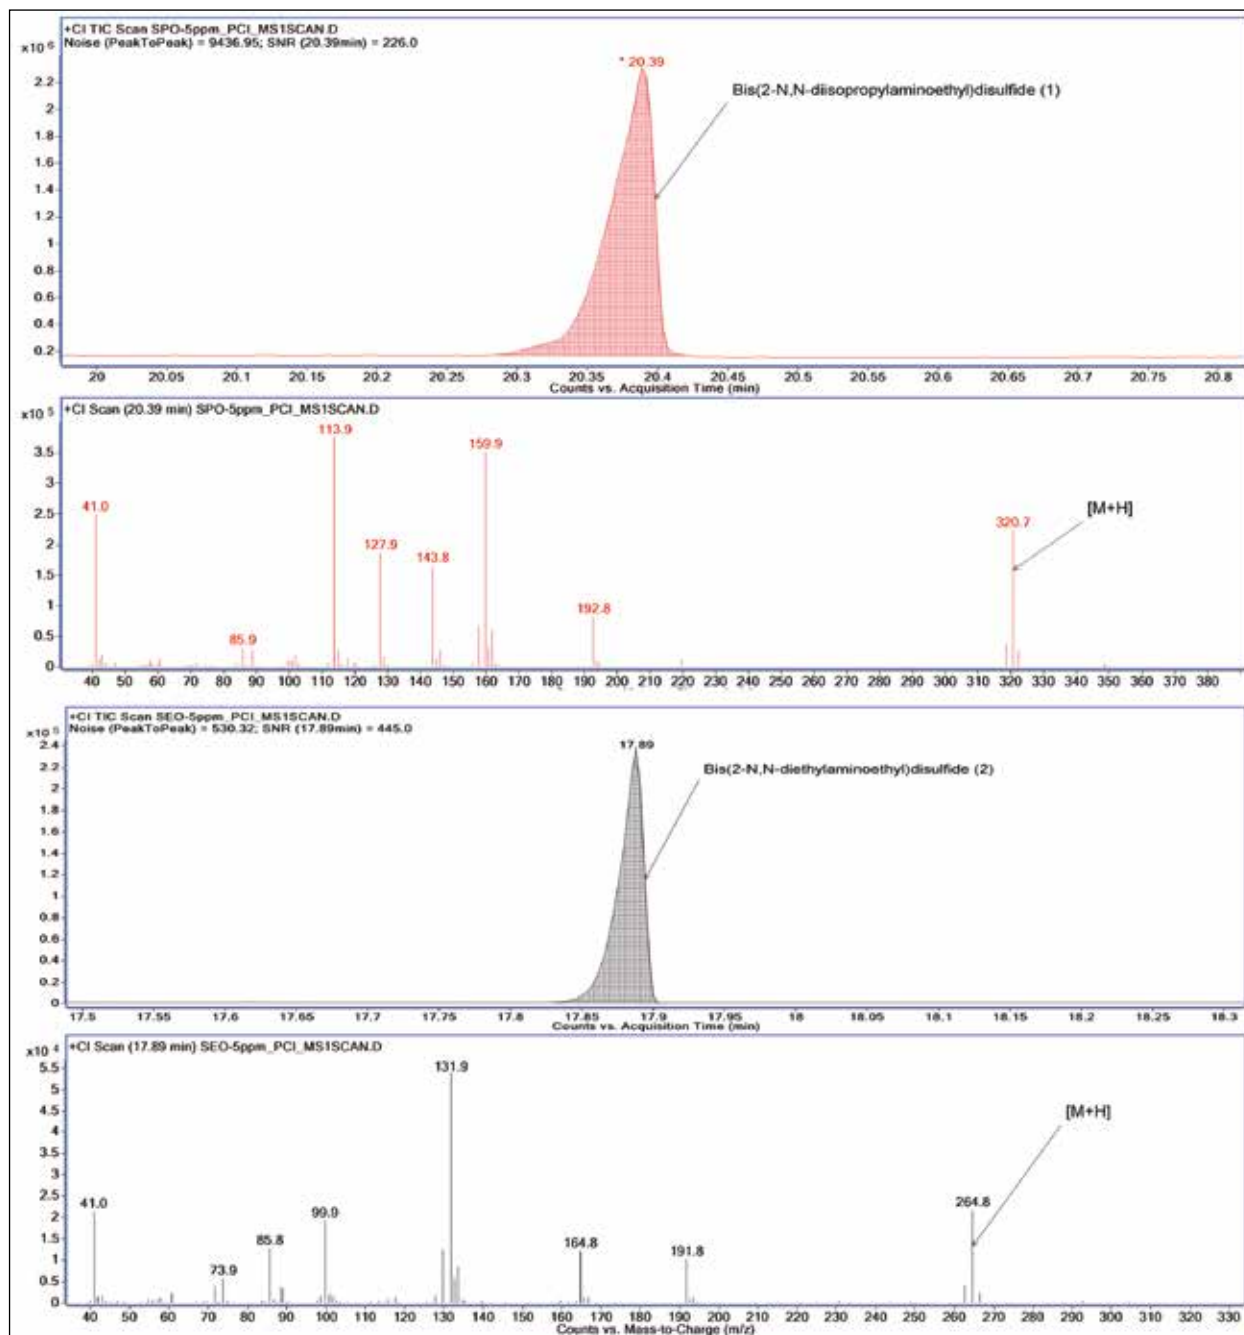 +CI TIC Scan SPO-5ppm_PCI_MS1SCAN.D
Noise (PeakToPeak) = 9436.95; SNR (20.39min) = 226.0
x10 6
* 20.39
Bis(2-N,N-diisopropylaminoethyl)disulfide (1)
2.2
2
1.8
1.6
1.4
1.2
1
0.8
0.6
0.4
0.2
20 20.05 20.1 20.15 20.2 20.25 20.3 20.35 20.4 20.45 20.5 20.55 20.6 20.65 20.7 20.75 20.8
Counts vs. Acquisition Time (min)
+CI Scan (20.39 min) SPO-5ppm_PCI_MS1SCAN.D
x10 5
3.5
3
2.5
2
1.5
1
0.5
0
113.9
159.9
41.0
[M+H]
320.7
127.9
143.8
192.8
85.9
40 50 60 70 80 90 100 110 120 130 140 150 160 170 180 190 200 210 220 230 240 250 260 270 280 290 300 310 320 330 340 350 360 370 380
+CI TIC Scan SEO-5ppm_PCI_MS1SCAN.D
Noise (PeakToPeak) = 530.32; SNR (17.89min) = 445.0
x10 5
17.89
Bis(2-N,N-diethylaminoethyl)disulfide (2)
2.4
2.2
2
1.8
1.6
1.4
1.2
1
0.8
0.6
0.4
0.2
0
17.5 17.55 17.6 17.65 17.7 17.75 17.8 17.85 17.9 17.95 18 18.05 18.1 18.15 18.2 18.25 18.3
Counts vs. Acquisition Time (min)
+CI Scan (17.89 min) SEO-5ppm_PCI_MS1SCAN.D
x10 4
5.5
5
4.5
4
3.5
3
2.5
2
1.5
1
0.5
0
131.9
[M+H]
41.0
264.8
99.9
85.8
164.8
191.8
73.9
40 50 60 70 80 90 100 110 120 130 140 150 160 170 180 190 200 210 220 230 240 250 260 270 280 290 300 310 320 330
Counts vs. Mass-to-Charge (m/z)